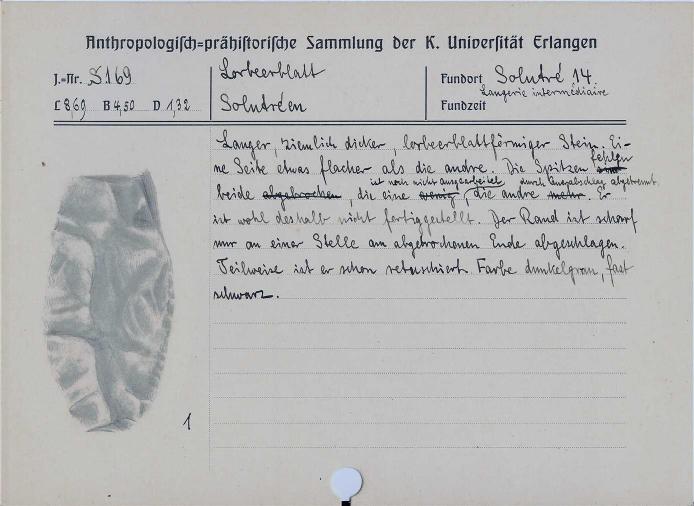 Anthropologisch=prähistorische Sammlung der K. Universität Erlangen
J.=Nr. S 169
Lorbeerblatt
Fundort Solutré 14.
Laugerie intermédiaire
L 8,69 B 4,50 D 1,32
Solutréen
Fundzeit
Langer, ziemlich dicker, lorbeerblattförmiger Stein. Ei-
ne Seite etwas flacher als die andre. Die Spitzen sind fehlen
ist noch nicht ausgearbeitet durch Querabschlag abgetrennt.
beide abgebrochen, die eine wenig, die andre mehr. Er
ist wohl deshalb nicht fertiggestellt. Der Rand ist scharf
nur an einer Stelle am abgebrochenen Ende abgeschlagen.
Teilweise ist er schon retuschiert. Farbe dunkelgrau, fast
schwarz.
1